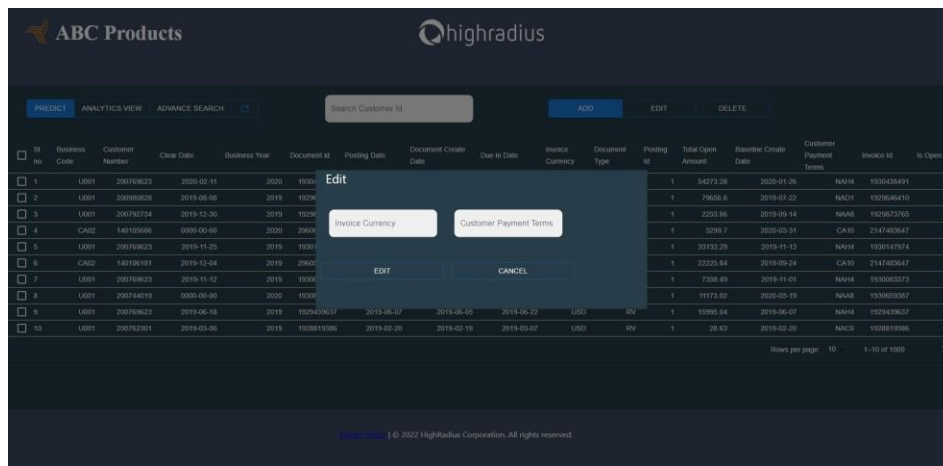 ABC Products
highradius
PREDICT ANALYTICS VIEW ADVANCE SEARCH Search Customer Id ADD EDIT DELETE
Sl no Business Code Customer Number Clear Date Business Year Document Id Posting Date Document Create Date Due in Date Invoice Currency Document Type Posting Id Total Open Amount Baseline Create Date Customer Payment Terms Invoice Id Is Open
1 U001 200769623 2020-02-11 2020 1930 1 54273.28 2020-01-26 NAH4 1930438491
2 U001 200980828 2019-08-08 2019 1929 1 79656.6 2019-07-22 NAD1 1929646410
3 U001 200792734 2019-12-30 2019 1929 1 2253.86 2019-09-14 NAA8 1929873765
4 CA02 140105686 0000-00-00 2020 2960 1 3299.7 2020-03-31 CA10 2147483647
5 U001 200769623 2019-11-25 2019 1930 1 33133.29 2019-11-13 NAH4 1930147974
6 CA02 140106181 2019-12-04 2019 2960 1 22225.84 2019-09-24 CA10 2147483647
7 U001 200769623 2019-11-12 2019 1930 1 7358.49 2019-11-01 NAH4 1930083373
8 U001 200744019 0000-00-00 2020 1930 1 11173.02 2020-03-19 NAA8 1930659387
9 U001 200769623 2019-06-18 2019 1929439637 2019-06-07 2019-06-05 2019-06-22 USD RV 1 15995.04 2019-06-07 NAH4 1929439637
10 U001 200762301 2019-03-06 2019 1928819386 2019-02-20 2019-02-19 2019-03-07 USD RV 1 28.63 2019-02-20 NAC6 1928819386
Edit
Invoice Currency Customer Payment Terms
EDIT CANCEL
Rows per page: 10 1–10 of 1000
| © 2022 HighRadius Corporation. All rights reserved.